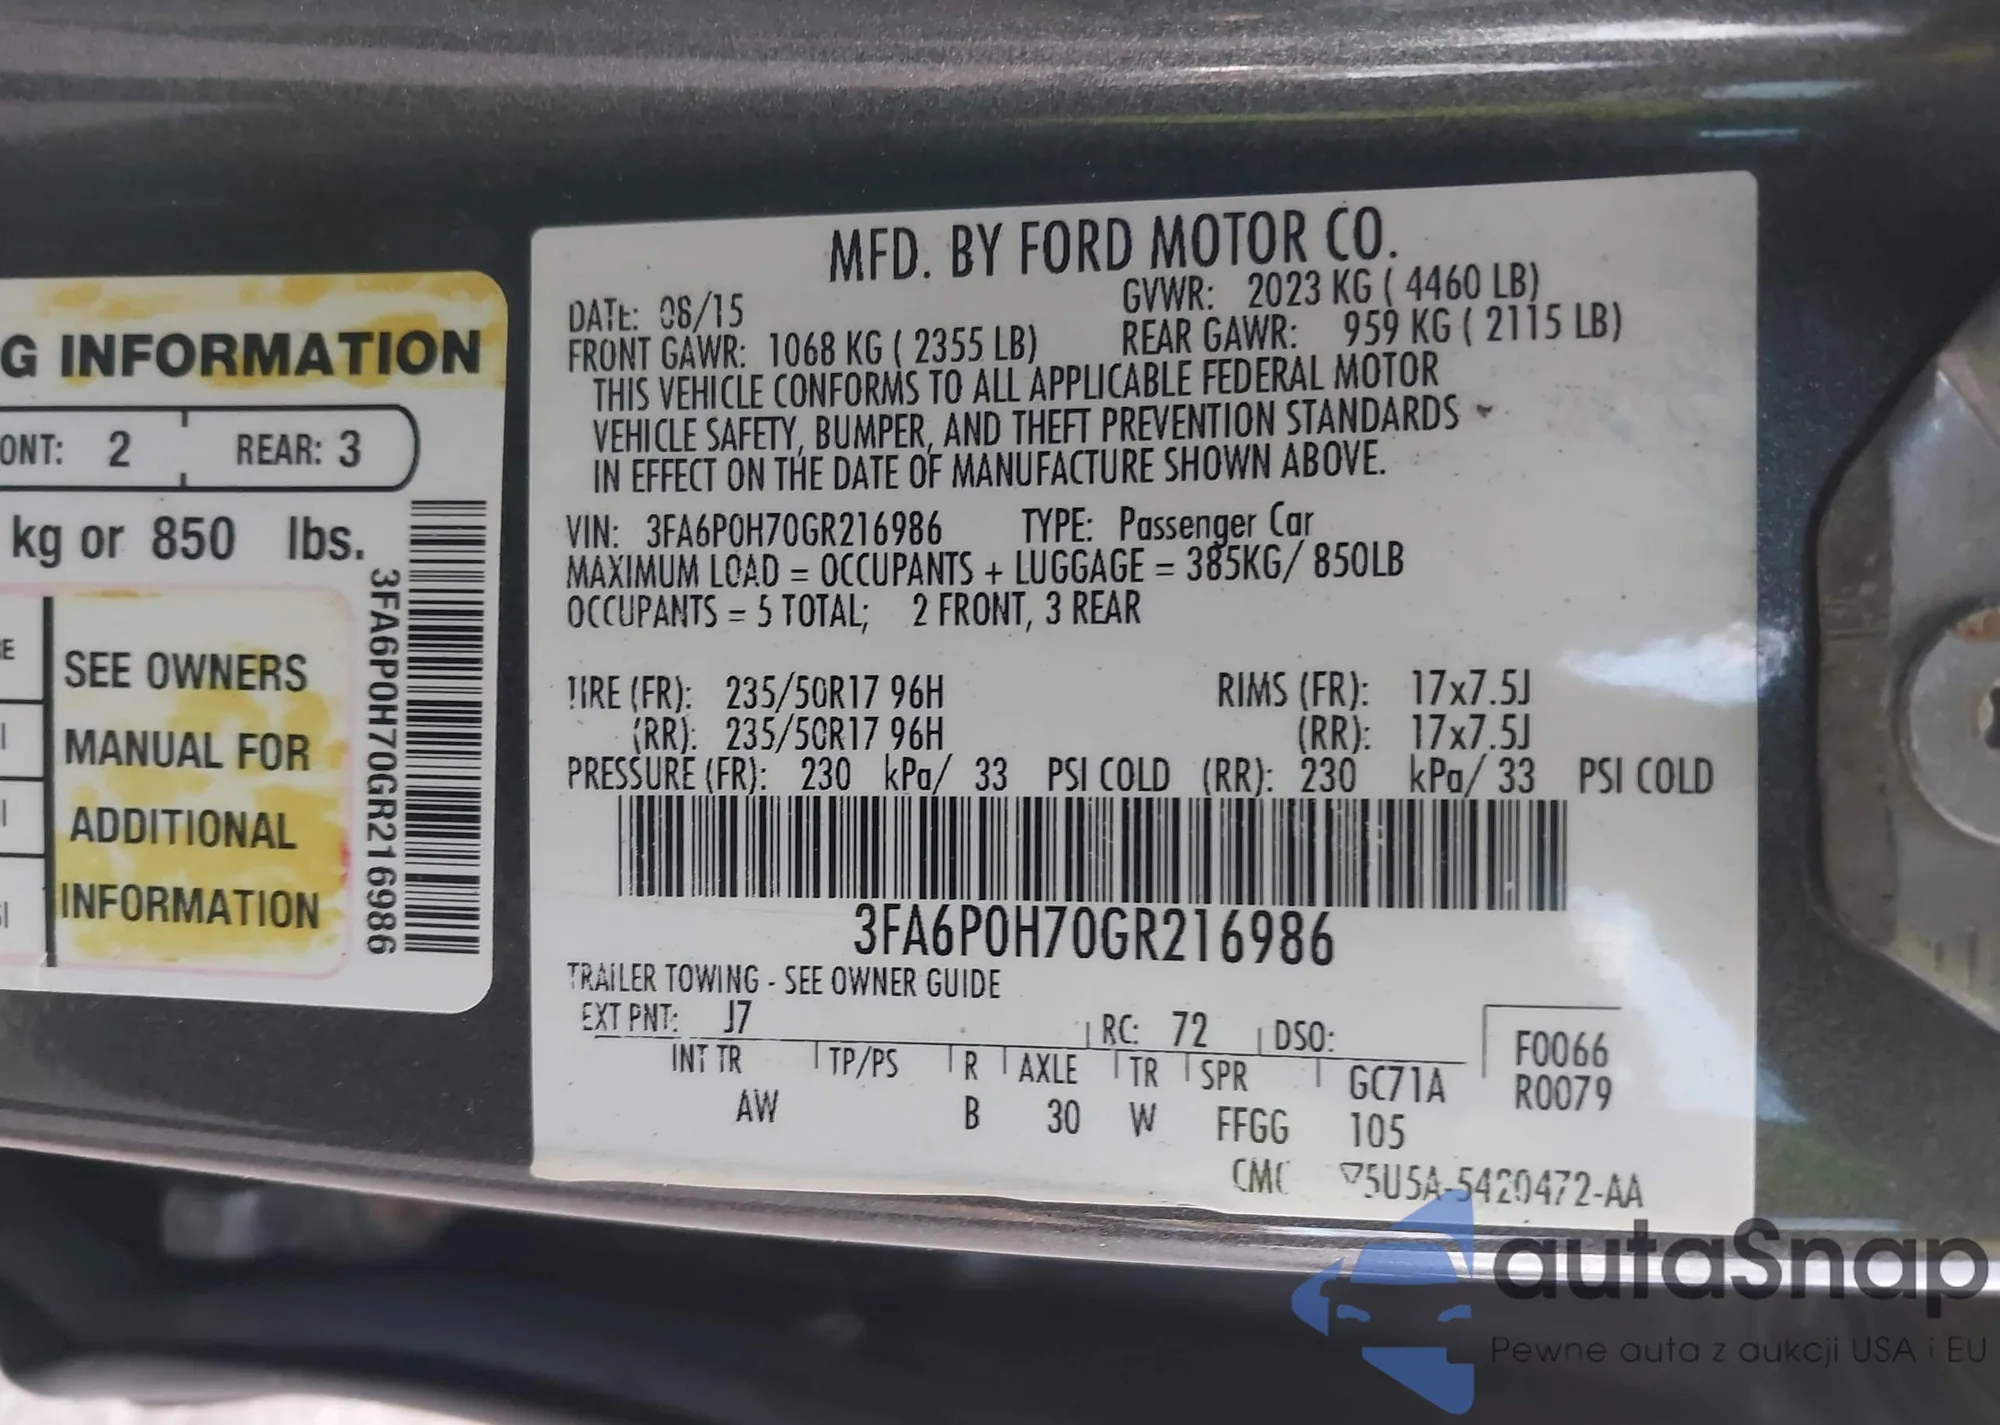 G INFORMATION
ONT: 2 REAR: 3
kg or 850 lbs.
SEE OWNERS
MANUAL FOR
ADDITIONAL
INFORMATION
3FA6P0H70GR216986
MFD. BY FORD MOTOR CO.
DATE: 08/15 GVWR: 2023 KG ( 4460 LB)
FRONT GAWR: 1068 KG ( 2355 LB) REAR GAWR: 959 KG ( 2115 LB)
THIS VEHICLE CONFORMS TO ALL APPLICABLE FEDERAL MOTOR
VEHICLE SAFETY, BUMPER, AND THEFT PREVENTION STANDARDS
IN EFFECT ON THE DATE OF MANUFACTURE SHOWN ABOVE.
VIN: 3FA6P0H70GR216986 TYPE: Passenger Car
MAXIMUM LOAD = OCCUPANTS + LUGGAGE = 385KG/ 850LB
OCCUPANTS = 5 TOTAL; 2 FRONT, 3 REAR
TIRE (FR): 235/50R17 96H RIMS (FR): 17x7.5J
(RR): 235/50R17 96H (RR): 17x7.5J
PRESSURE (FR): 230 kPa/ 33 PSI COLD (RR): 230 kPa/ 33 PSI COLD
3FA6P0H70GR216986
TRAILER TOWING - SEE OWNER GUIDE
EXT PNT: J7 RC: 72 DSO:
INT TR TP/PS R AXLE TR SPR GC71A
AW B 30 W FFGG 105
F0066
R0079
5U5A-5420472-AA
autaSnap
Pewne auta z aukcji USA i EU